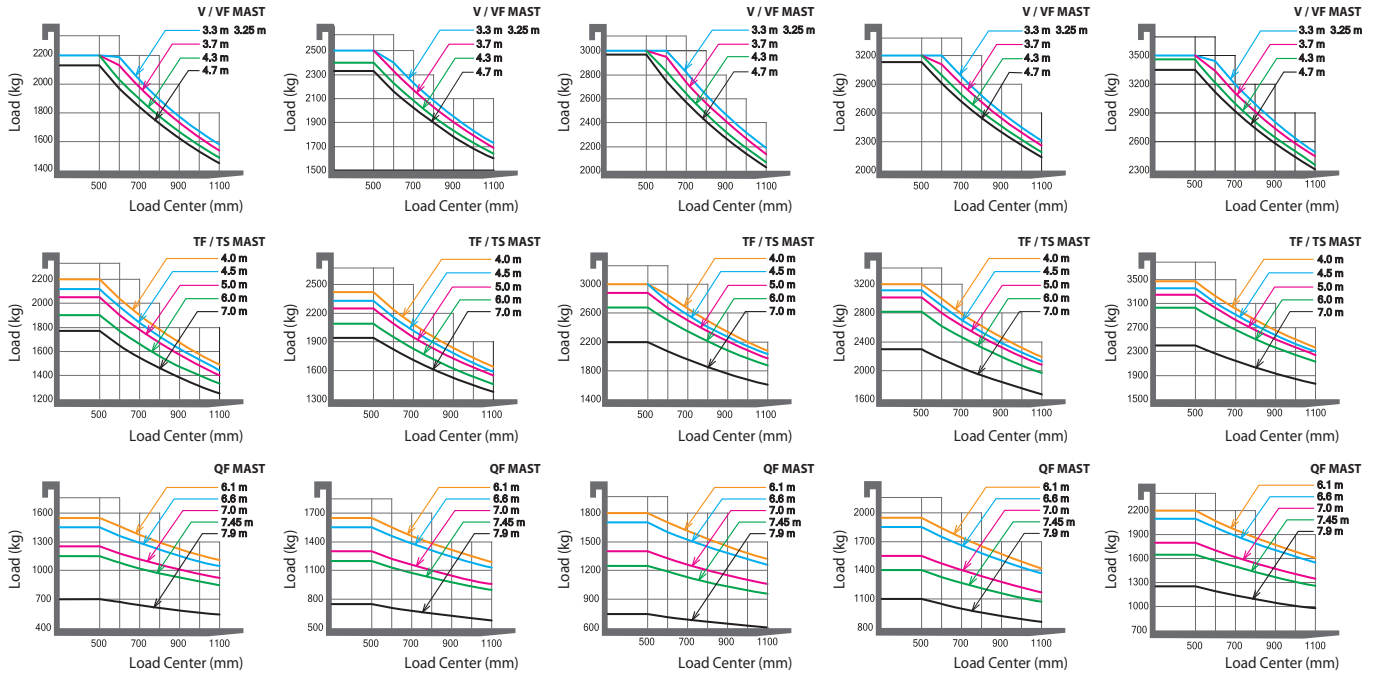 V / VF MAST
3.3 m 3.25 m
3.7 m
4.3 m
4.7 m
Load (kg)
2200
2000
1800
1600
1400
500 700 900 1100
Load Center (mm)
V / VF MAST
3.3 m 3.25 m
3.7 m
4.3 m
4.7 m
Load (kg)
2500
2300
2100
1900
1700
1500
500 700 900 1100
Load Center (mm)
V / VF MAST
3.3 m 3.25 m
3.7 m
4.3 m
4.7 m
Load (kg)
3000
2800
2600
2400
2200
2000
500 700 900 1100
Load Center (mm)
V / VF MAST
3.3 m 3.25 m
3.7 m
4.3 m
4.7 m
Load (kg)
3200
2900
2600
2300
2000
500 700 900 1100
Load Center (mm)
V / VF MAST
3.3 m 3.25 m
3.7 m
4.3 m
4.7 m
Load (kg)
3500
3200
2900
2600
2300
500 700 900 1100
Load Center (mm)
TF / TS MAST
4.0 m
4.5 m
5.0 m
6.0 m
7.0 m
Load (kg)
2200
2000
1800
1600
1400
1200
500 700 900 1100
Load Center (mm)
TF / TS MAST
4.0 m
4.5 m
5.0 m
6.0 m
7.0 m
Load (kg)
2500
2200
1900
1600
1300
500 700 900 1100
Load Center (mm)
TF / TS MAST
4.0 m
4.5 m
5.0 m
6.0 m
7.0 m
Load (kg)
3000
2600
2200
1800
1400
500 700 900 1100
Load Center (mm)
TF / TS MAST
4.0 m
4.5 m
5.0 m
6.0 m
7.0 m
Load (kg)
3200
2800
2400
2000
1600
500 700 900 1100
Load Center (mm)
TF / TS MAST
4.0 m
4.5 m
5.0 m
6.0 m
7.0 m
Load (kg)
3500
3100
2700
2300
1900
1500
500 700 900 1100
Load Center (mm)
QF MAST
6.1 m
6.6 m
7.0 m
7.45 m
7.9 m
Load (kg)
1600
1300
1000
700
400
500 700 900 1100
Load Center (mm)
QF MAST
6.1 m
6.6 m
7.0 m
7.45 m
7.9 m
Load (kg)
1700
1400
1100
800
500
500 700 900 1100
Load Center (mm)
QF MAST
6.1 m
6.6 m
7.0 m
7.45 m
7.9 m
Load (kg)
1800
1500
1200
900
600
500 700 900 1100
Load Center (mm)
QF MAST
6.1 m
6.6 m
7.0 m
7.45 m
7.9 m
Load (kg)
2000
1700
1400
1100
800
500 700 900 1100
Load Center (mm)
QF MAST
6.1 m
6.6 m
7.0 m
7.45 m
7.9 m
Load (kg)
2200
1900
1600
1300
1000
700
500 700 900 1100
Load Center (mm)